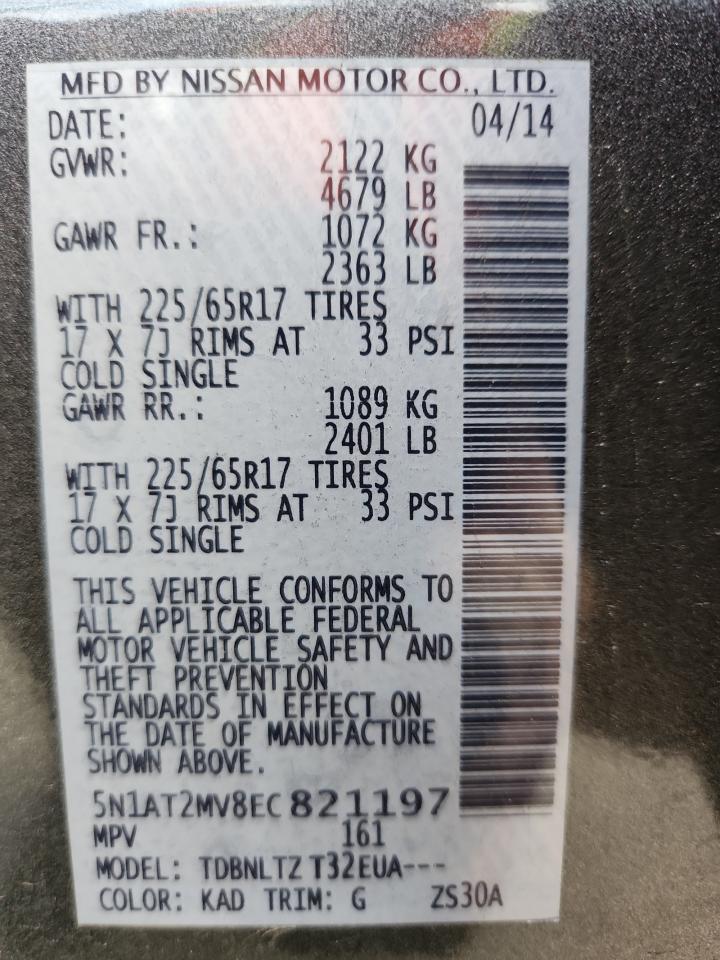 MFD BY NISSAN MOTOR CO., LTD.
DATE: 04/14
GVWR: 2122 KG
4679 LB
GAWR FR.: 1072 KG
2363 LB
WITH 225/65R17 TIRES
17 X 7J RIMS AT 33 PSI
COLD SINGLE
GAWR RR.: 1089 KG
2401 LB
WITH 225/65R17 TIRES
17 X 7J RIMS AT 33 PSI
COLD SINGLE
THIS VEHICLE CONFORMS TO
ALL APPLICABLE FEDERAL
MOTOR VEHICLE SAFETY AND
THEFT PREVENTION
STANDARDS IN EFFECT ON
THE DATE OF MANUFACTURE
SHOWN ABOVE.
5N1AT2MV8EC821197
MPV 161
MODEL: TDBNLTZ T32EUA---
COLOR: KAD TRIM: G ZS30A